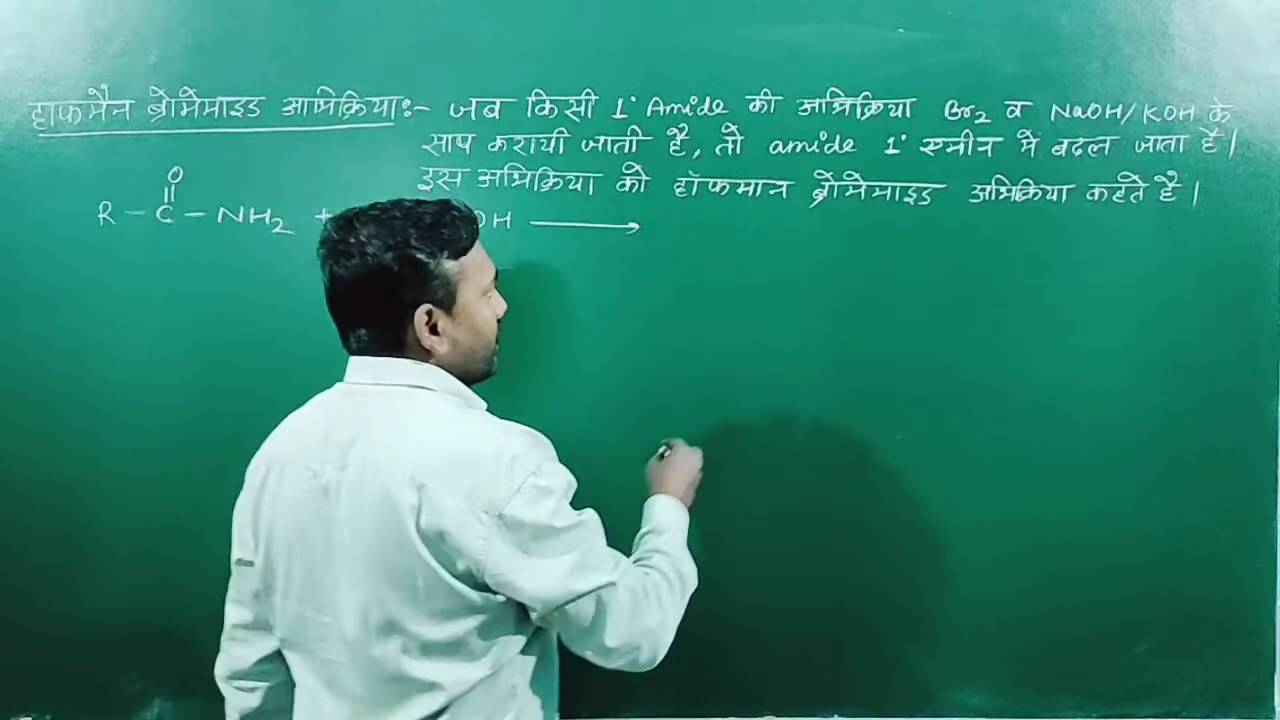 हाफमैन ब्रोमेमाइड अभिक्रिया:- जब किसी 1° Amide की अभिक्रिया Br2 व NaOH/KOH के
साथ करायी जाती है, तो amide 1° एमीन में बदल जाता है।
इस अभिक्रिया को हॉफमान ब्रोमेमाइड अभिक्रिया कहते है।
O
R - C - NH2 + OH →